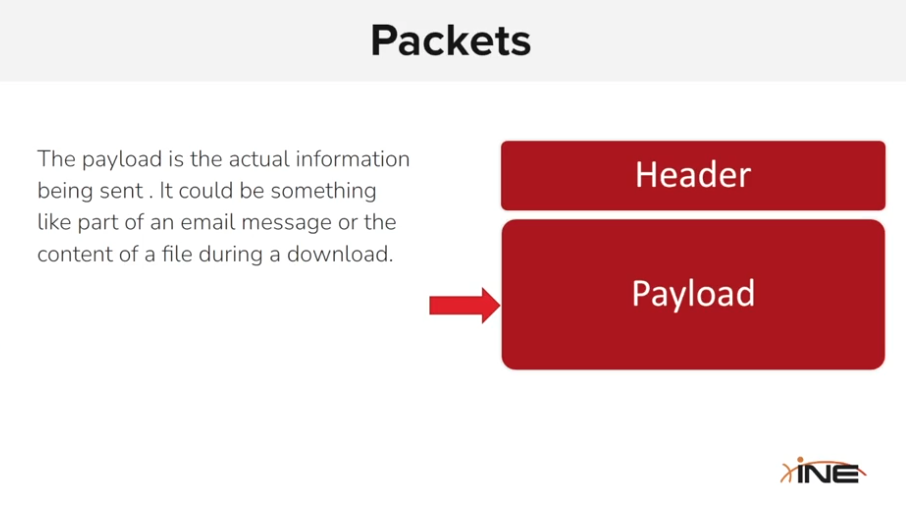 Packets
The payload is the actual information
being sent . It could be something
like part of an email message or the
content of a file during a download.
Header
Payload
INE